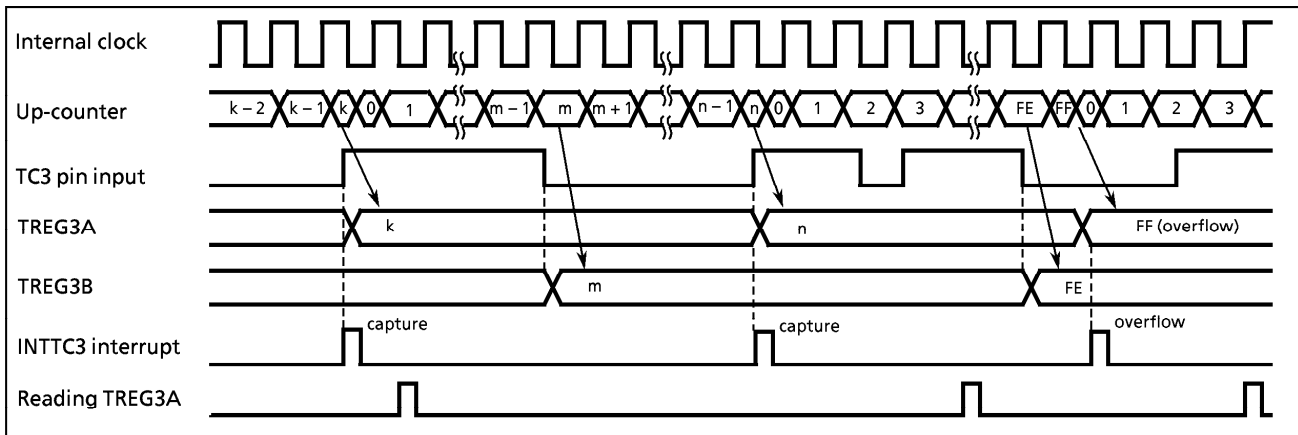 Internal clock
Up-counter k – 2 k – 1 k 0 1 m – 1 m m + 1 n – 1 n 0 1 2 3 FE FF 0 1 2 3
TC3 pin input
TREG3A k n FF (overflow)
TREG3B m FE
capture capture overflow
INTTC3 interrupt
Reading TREG3A